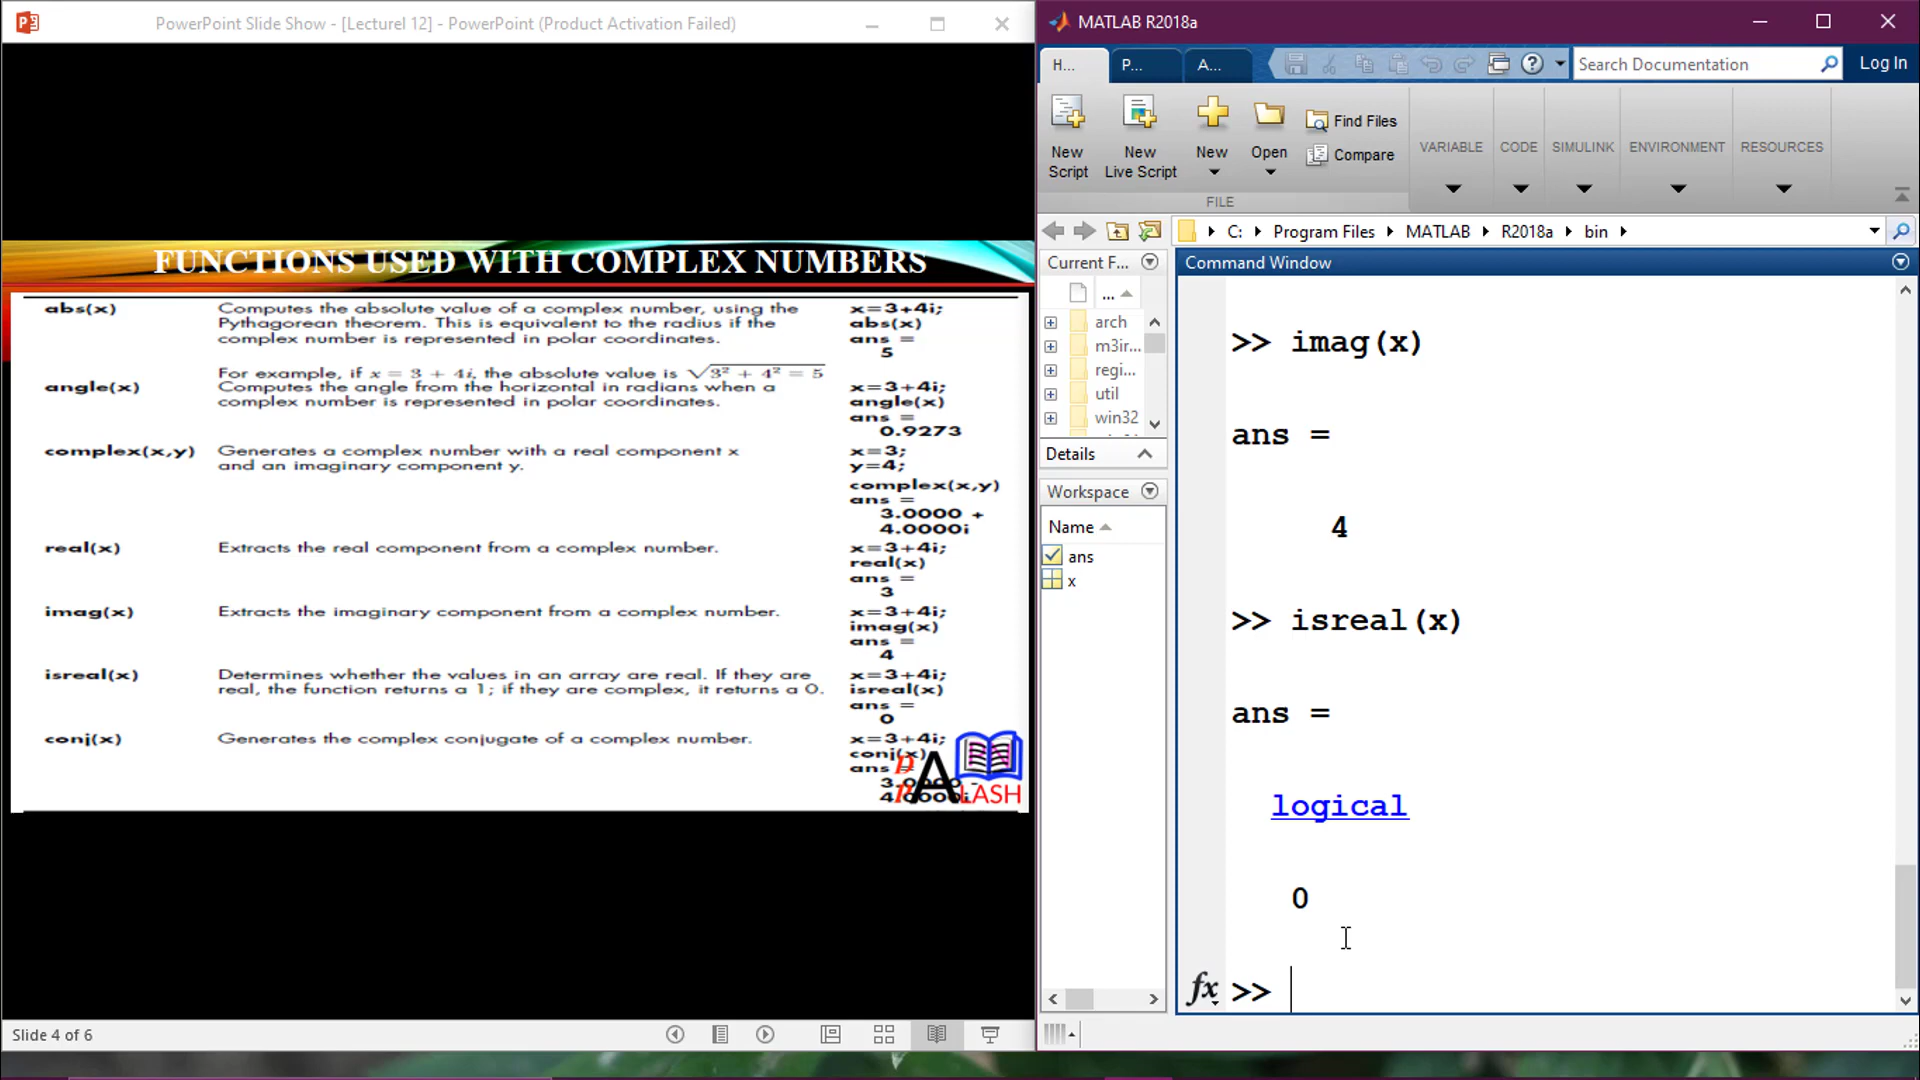 PowerPoint Slide Show - [Lecturel 12] - PowerPoint (Product Activation Failed)
FUNCTIONS USED WITH COMPLEX NUMBERS
abs(x)
Computes the absolute value of a complex number, using the
Pythagorean theorem. This is equivalent to the radius if the
complex number is represented in polar coordinates.
For example, if x = 3 + 4i, the absolute value is √3² + 4² = 5
x=3+4i;
abs(x)
ans =
5
angle(x)
Computes the angle from the horizontal in radians when a
complex number is represented in polar coordinates.
x=3+4i;
angle(x)
ans =
0.9273
complex(x,y)
Generates a complex number with a real component x
and an imaginary component y.
x=3;
y=4;
complex(x,y)
ans =
3.0000 +
4.0000i
real(x)
Extracts the real component from a complex number.
x=3+4i;
real(x)
ans =
3
imag(x)
Extracts the imaginary component from a complex number.
x=3+4i;
imag(x)
ans =
4
isreal(x)
Determines whether the values in an array are real. If they are
real, the function returns a 1; if they are complex, it returns a 0.
x=3+4i;
isreal(x)
ans =
0
conj(x)
Generates the complex conjugate of a complex number.
x=3+4i;
conj(x)
ans =
3.0000 -
4.0000i
ALASH
Slide 4 of 6
MATLAB R2018a
H...
P...
A...
Search Documentation
Log In
New
Script
New
Live Script
New
Open
Find Files
Compare
FILE
VARIABLE
CODE
SIMULINK
ENVIRONMENT
RESOURCES
C:
Program Files
MATLAB
R2018a
bin
Current F...
...
arch
m3ir...
regi...
util
win32
Details
Workspace
Name
ans
x
Command Window
>> imag(x)
ans =
4
>> isreal(x)
ans =
logical
0
fx >>